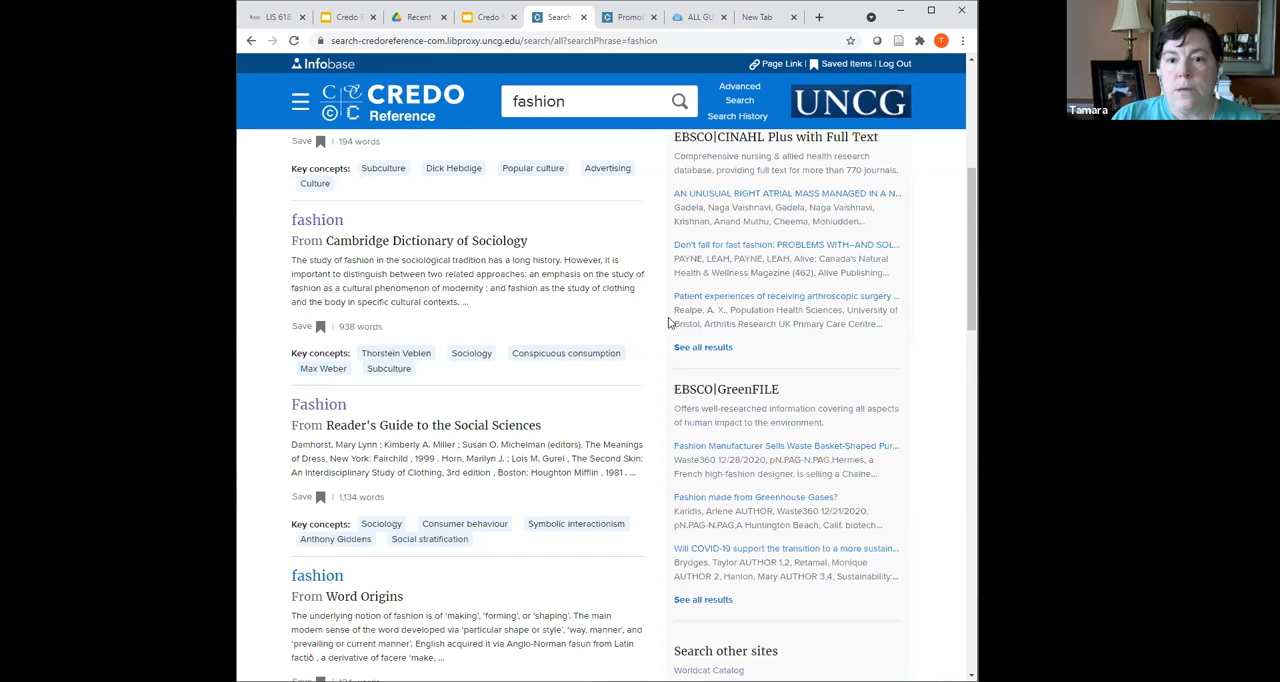 LIS 618
Credo R
Recent
Credo R
Search
Promo
ALL GU
New Tab
search-credoreference-com.libproxy.uncg.edu/search/all?searchPhrase=fashion
T
Infobase
Page Link | Saved Items | Log Out
CREDO
Reference
fashion
Advanced
Search
Search History
UNCG
Save | 194 words
Key concepts: Subculture Dick Hebdige Popular culture Advertising
Culture
fashion
From Cambridge Dictionary of Sociology
The study of fashion in the sociological tradition has a long history. However, it is
important to distinguish between two related approaches: an emphasis on the study of
fashion as a cultural phenomenon of modernity ; and fashion as the study of clothing
and the body in specific cultural contexts. ...
Save | 938 words
Key concepts: Thorstein Veblen Sociology Conspicuous consumption
Max Weber Subculture
Fashion
From Reader's Guide to the Social Sciences
Damhorst, Mary Lynn ; Kimberly A. Miller ; Susan O. Michelman (editors), The Meanings
of Dress, New York: Fairchild , 1999 . Horn, Marilyn J. ; Lois M. Gurel , The Second Skin:
An Interdisciplinary Study of Clothing, 3rd edition , Boston: Houghton Mifflin , 1981 . ...
Save | 1,134 words
Key concepts: Sociology Consumer behaviour Symbolic interactionism
Anthony Giddens Social stratification
fashion
From Word Origins
The underlying notion of fashion is of 'making', 'forming', or 'shaping'. The main
modern sense of the word developed via 'particular shape or style', 'way, manner', and
'prevailing or current manner'. English acquired it via Anglo-Norman fasun from Latin
factiō , a derivative of facere 'make, ...
EBSCO|CINAHL Plus with Full Text
Comprehensive nursing & allied health research
database, providing full text for more than 770 journals.
AN UNUSUAL RIGHT ATRIAL MASS MANAGED IN A N...
Gadela, Naga Vaishnavi, Gadela, Naga Vaishnavi,
Krishnan, Anand Muthu, Cheema, Mohiudden...
Don't fall for fast fashion: PROBLEMS WITH--AND SOL...
PAYNE, LEAH, PAYNE, LEAH, Alive: Canada's Natural
Health & Wellness Magazine (462), Alive Publishing...
Patient experiences of receiving arthroscopic surgery ...
Realpe, A. X., Population Health Sciences, University of
Bristol, Arthritis Research UK Primary Care Centre...
See all results
EBSCO|GreenFILE
Offers well-researched information covering all aspects
of human impact to the environment.
Fashion Manufacturer Sells Waste Basket-Shaped Pur...
Waste360 12/28/2020, pN.PAG-N.PAG,Hermes, a
French high-fashion designer, is selling a Chaine...
Fashion made from Greenhouse Gases?
Karidis, Arlene AUTHOR, Waste360 12/21/2020,
pN.PAG-N.PAG,A Huntington Beach, Calif. biotech...
Will COVID-19 support the transition to a more sustain...
Brydges, Taylor AUTHOR 1,2, Retamal, Monique
AUTHOR 2, Hanlon, Mary AUTHOR 3,4, Sustainability:...
See all results
Search other sites
Worldcat Catalog
Tamara